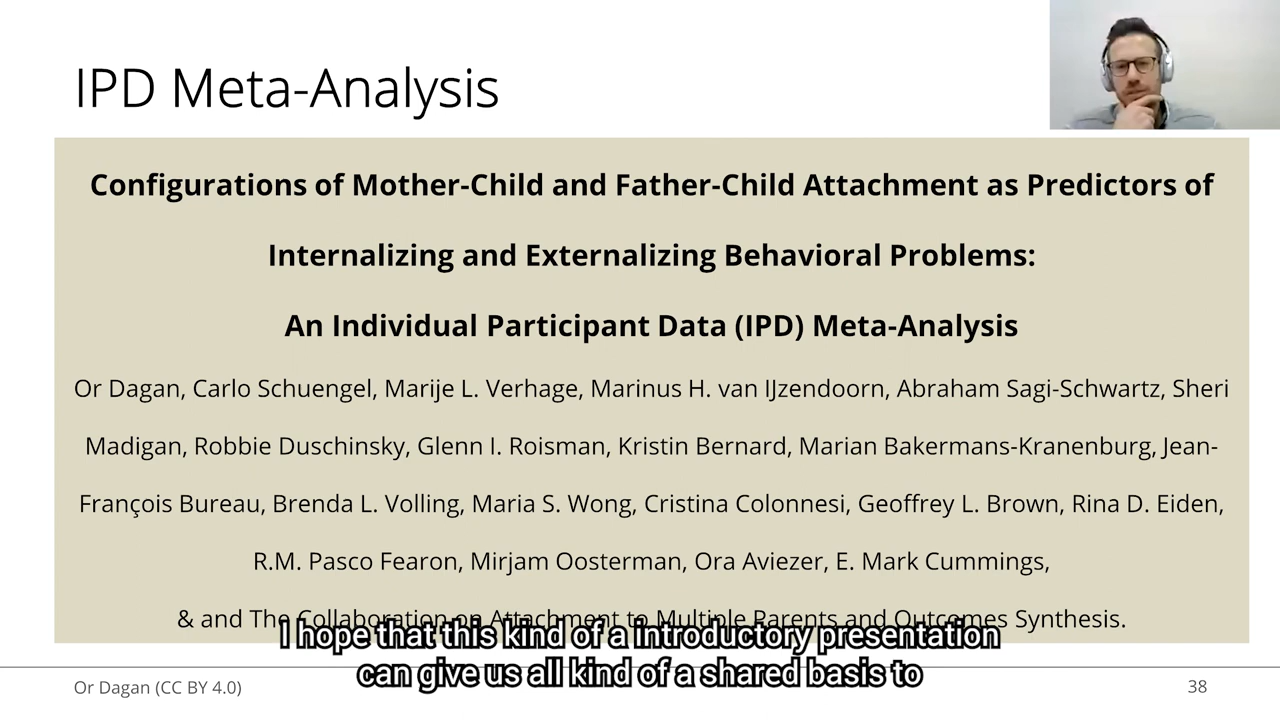 IPD Meta-Analysis
Configurations of Mother-Child and Father-Child Attachment as Predictors of
Internalizing and Externalizing Behavioral Problems:
An Individual Participant Data (IPD) Meta-Analysis
Or Dagan, Carlo Schuengel, Marije L. Verhage, Marinus H. van IJzendoorn, Abraham Sagi-Schwartz, Sheri
Madigan, Robbie Duschinsky, Glenn I. Roisman, Kristin Bernard, Marian Bakermans-Kranenburg, Jean-
François Bureau, Brenda L. Volling, Maria S. Wong, Cristina Colonnesi, Geoffrey L. Brown, Rina D. Eiden,
R.M. Pasco Fearon, Mirjam Oosterman, Ora Aviezer, E. Mark Cummings,
& and The Collaboration on Attachment to Multiple Parents and Outcomes Synthesis.
I hope that this kind of a introductory presentation
can give us all kind of a shared basis to
Or Dagan (CC BY 4.0)
38